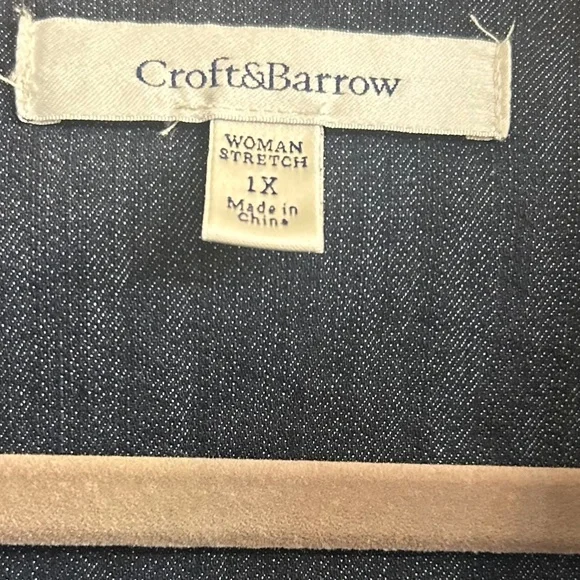 Croft&Barrow
WOMAN
STRETCH
1X
Made in
China